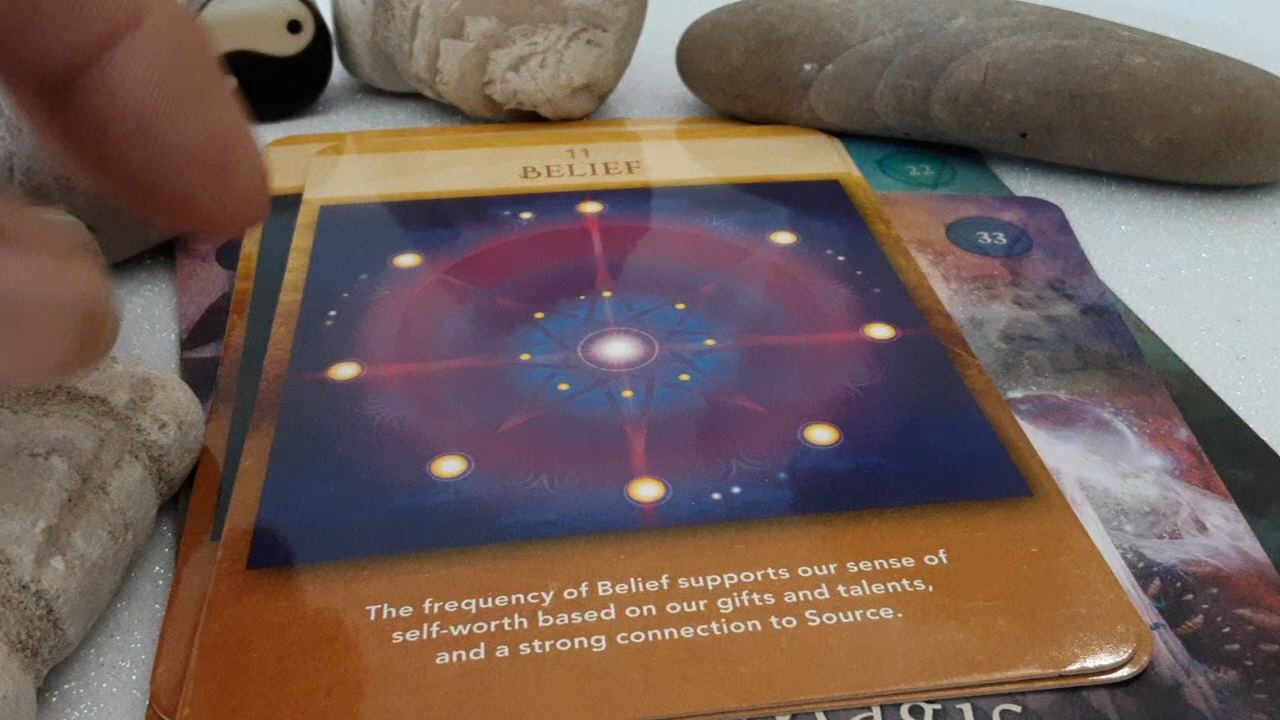 11
BELIEF
22
33
The frequency of Belief supports our sense of
self-worth based on our gifts and talents,
and a strong connection to Source.